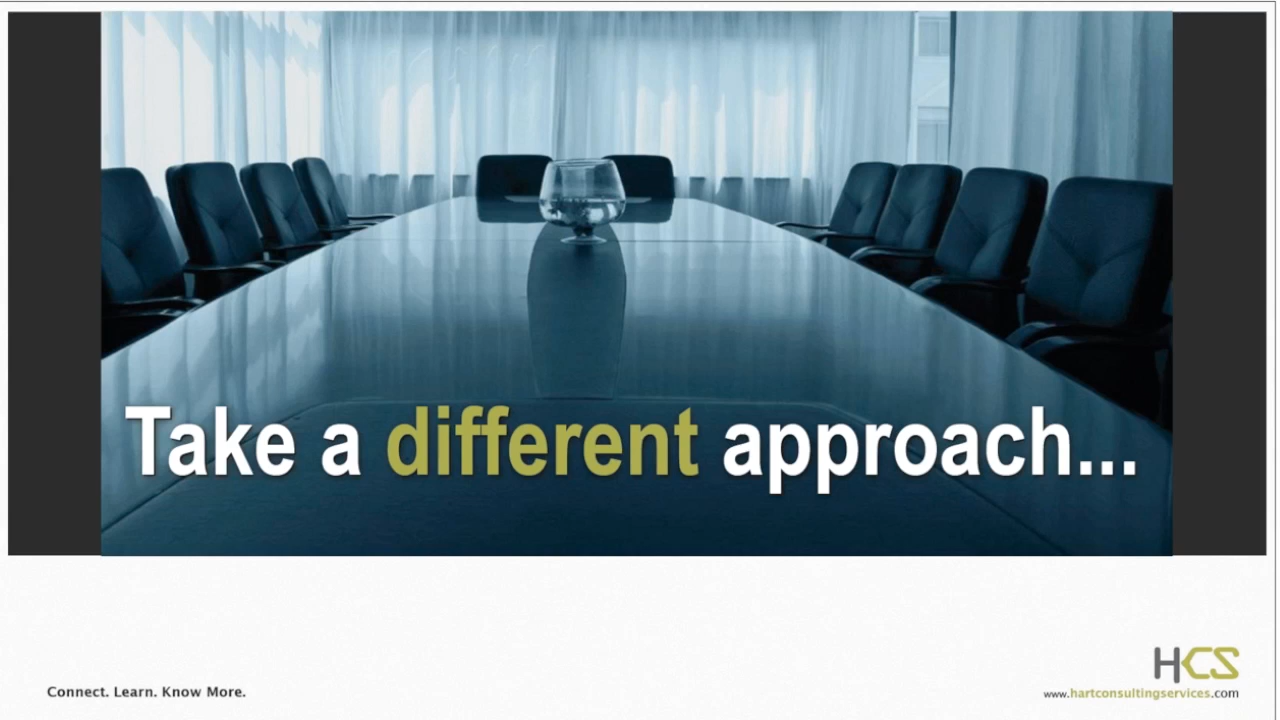 Take a different approach...
HCS
Connect. Learn. Know More.
www.hartconsultingservices.com